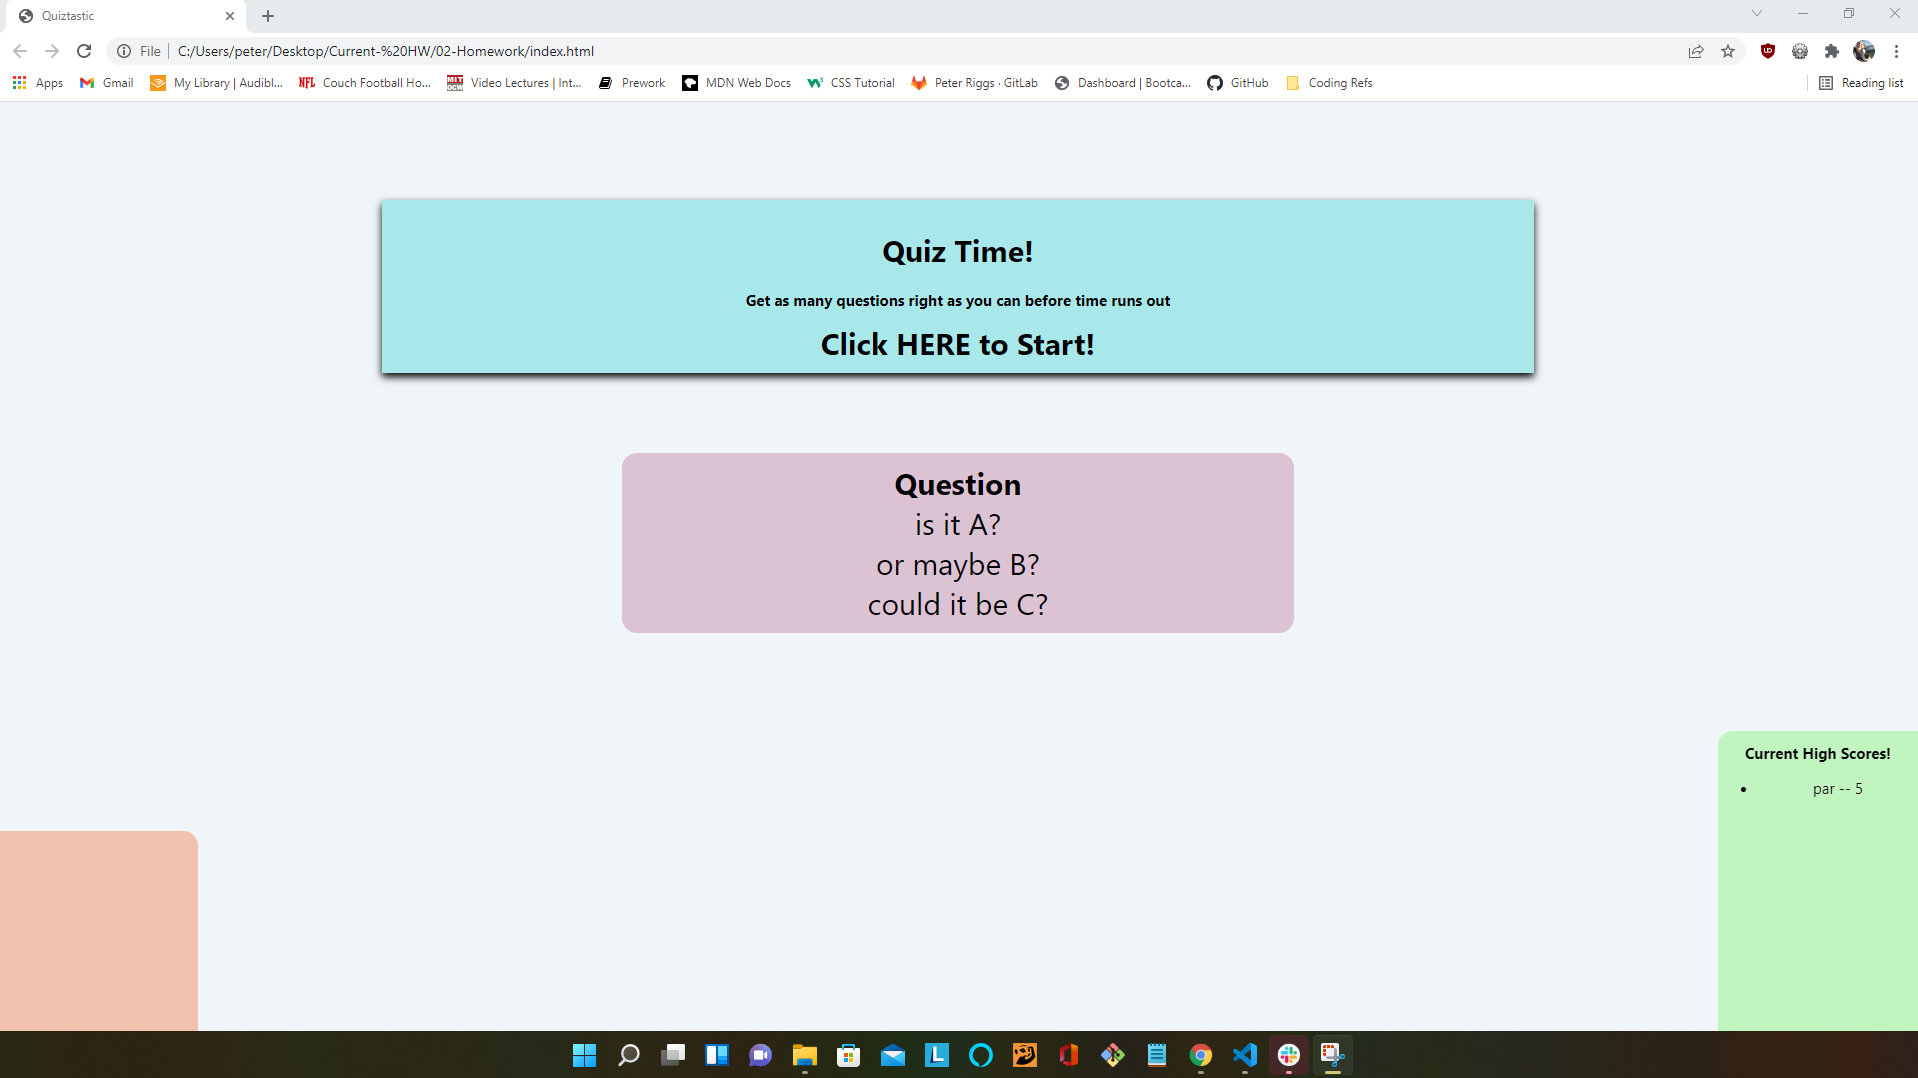 Quiztastic
File C:/Users/peter/Desktop/Current-%20HW/02-Homework/index.html
Apps Gmail My Library | Audibl... NFL Couch Football Ho... MIT OCW Video Lectures | Int... Prework MDN Web Docs CSS Tutorial Peter Riggs · GitLab Dashboard | Bootca... GitHub Coding Refs Reading list
Quiz Time!
Get as many questions right as you can before time runs out
Click HERE to Start!
Question
is it A?
or maybe B?
could it be C?
Current High Scores!
• par -- 5
L